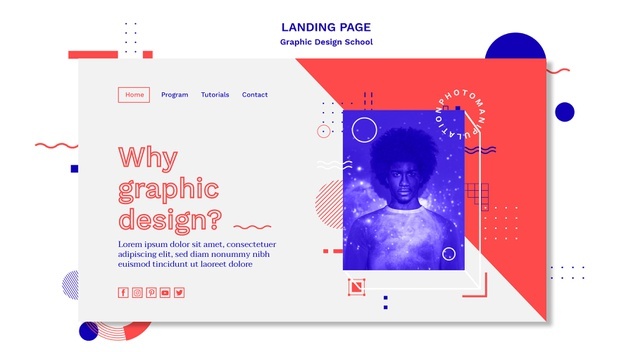 LANDING PAGE
Graphic Design School
Home Program Tutorials Contact
PHOTOMANIPULATION
Why
graphic
design?
Lorem ipsum dolor sit amet, consectetuer
adipiscing elit, sed diam nonummy nibh
euismod tincidunt ut laoreet dolore